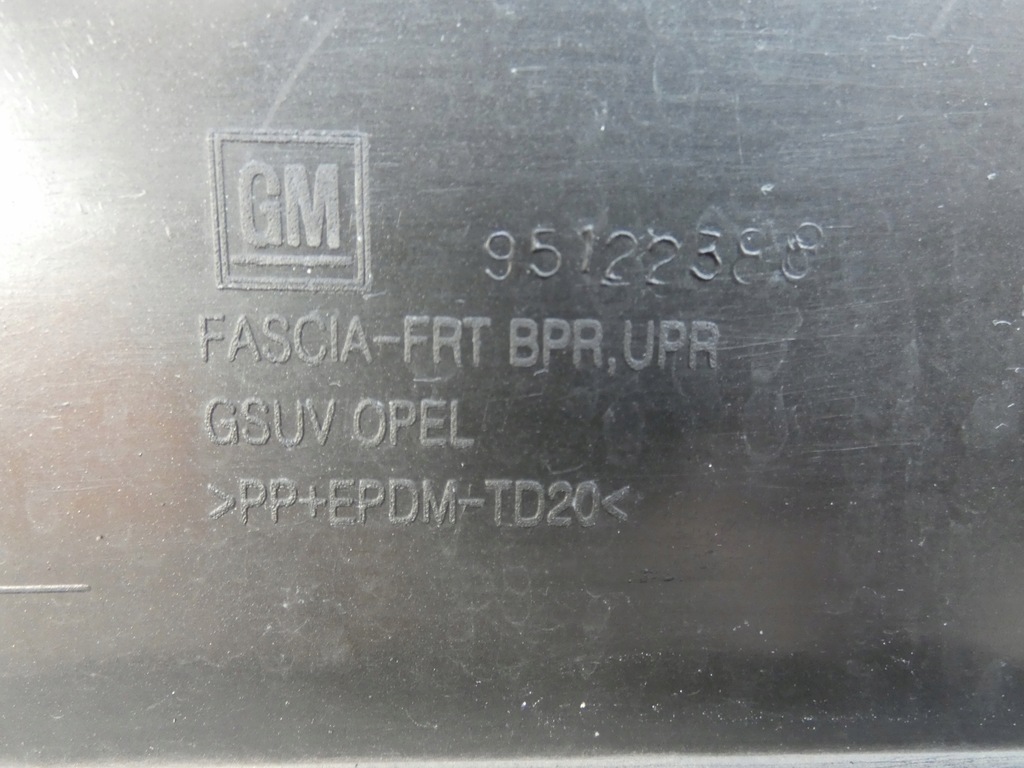 GM
FASCIA-FRT BPR,UPR
GSUV OPEL
>PP+EPDM-TD20<